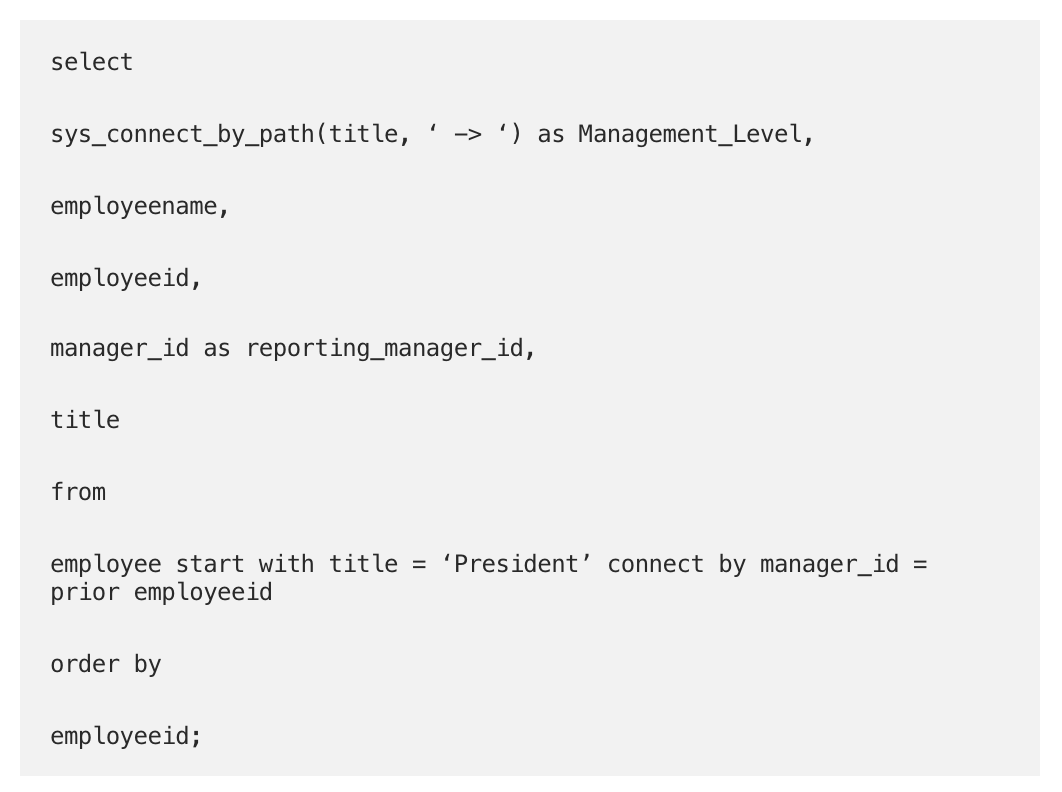 select
sys_connect_by_path(title, ‘ –> ‘) as Management_Level,
employeename,
employeeid,
manager_id as reporting_manager_id,
title
from
employee start with title = ‘President’ connect by manager_id =
prior employeeid
order by
employeeid;